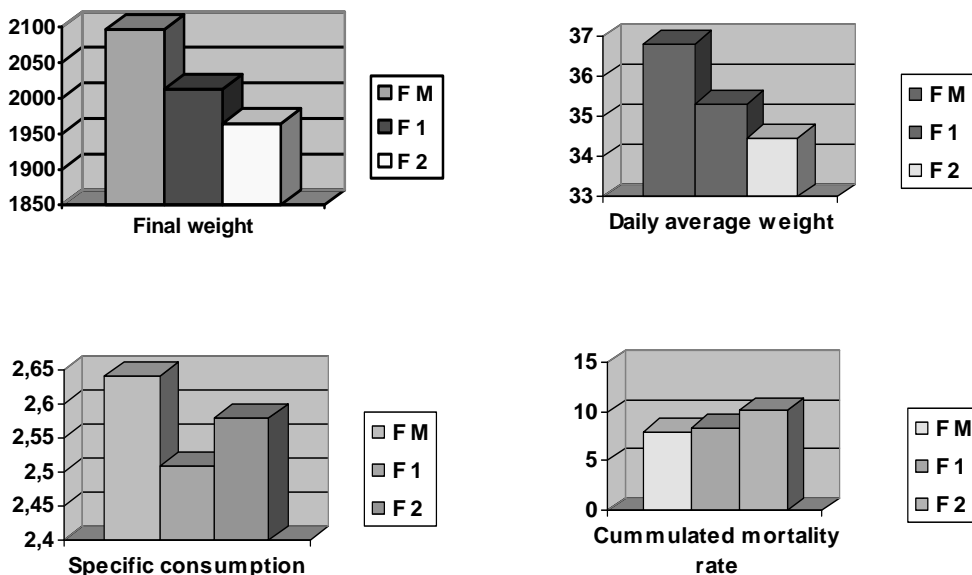 2100
2050
2000
1950
1900
1850
Final weight
F M
F 1
F 2
37
36
35
34
33
Daily average weight
F M
F 1
F 2
2,65
2,6
2,55
2,5
2,45
2,4
Specific consumption
F M
F 1
F 2
15
10
5
0
Cummulated mortality
rate
F M
F 1
F 2